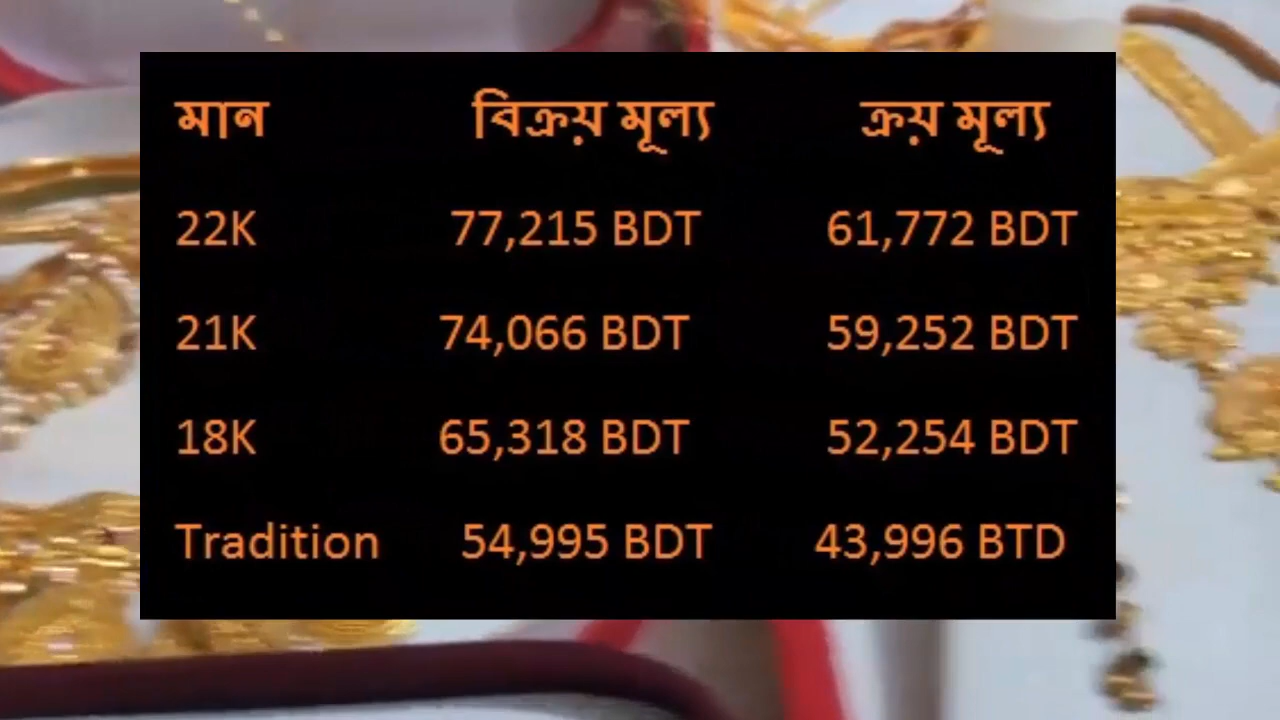 মান বিক্রয় মূল্য ক্রয় মূল্য
22K 77,215 BDT 61,772 BDT
21K 74,066 BDT 59,252 BDT
18K 65,318 BDT 52,254 BDT
Tradition 54,995 BDT 43,996 BTD